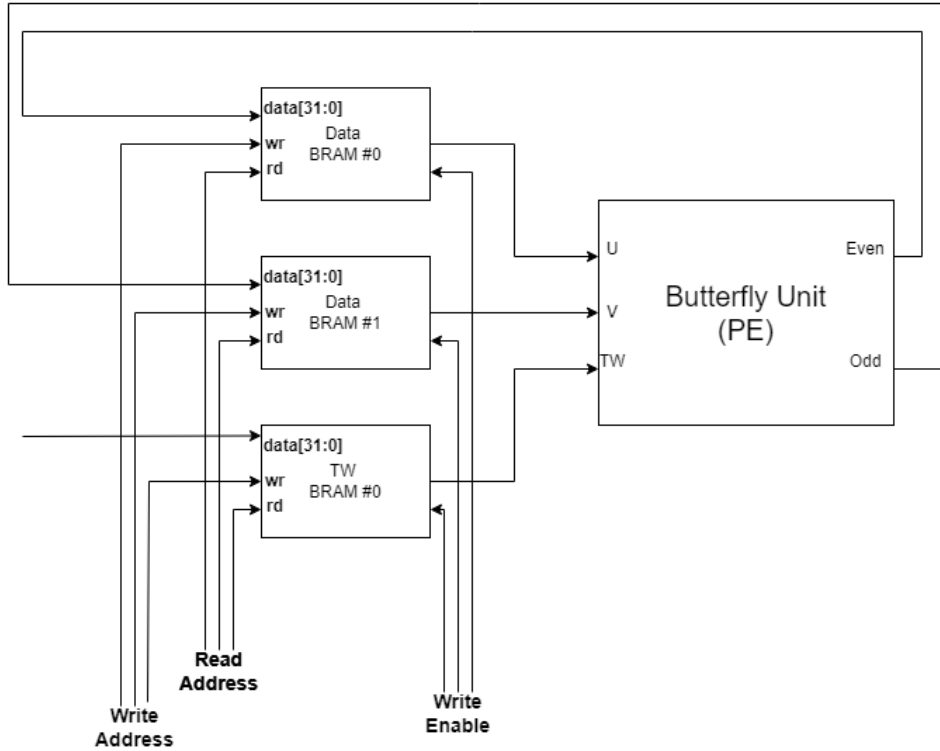 data[31:0]
Data
wr
BRAM #0
rd
data[31:0]
Data
wr
BRAM #1
rd
data[31:0]
TW
wr
BRAM #0
rd
U
V
TW
Butterfly Unit
(PE)
Even
Odd
Read
Address
Write
Address
Write
Enable